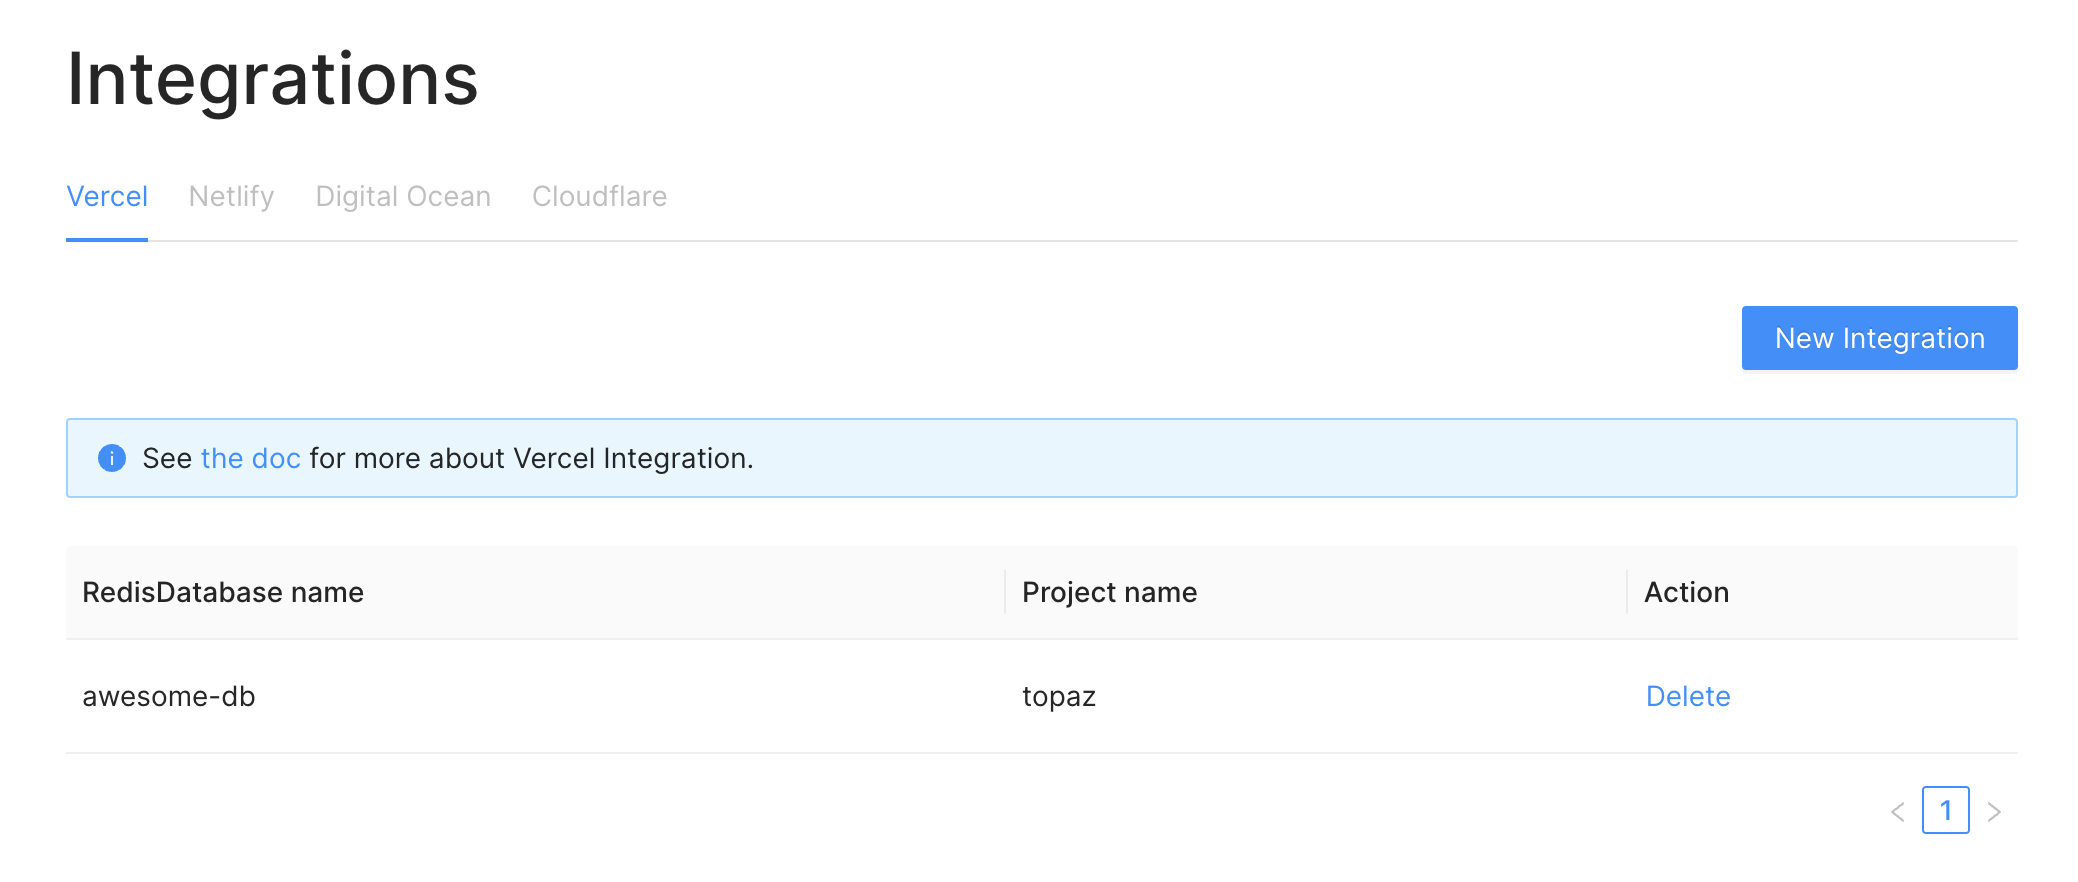 Integrations
Vercel Netlify Digital Ocean Cloudflare
New Integration
i See the doc for more about Vercel Integration.
RedisDatabase name Project name Action
awesome-db topaz Delete
< 1 >